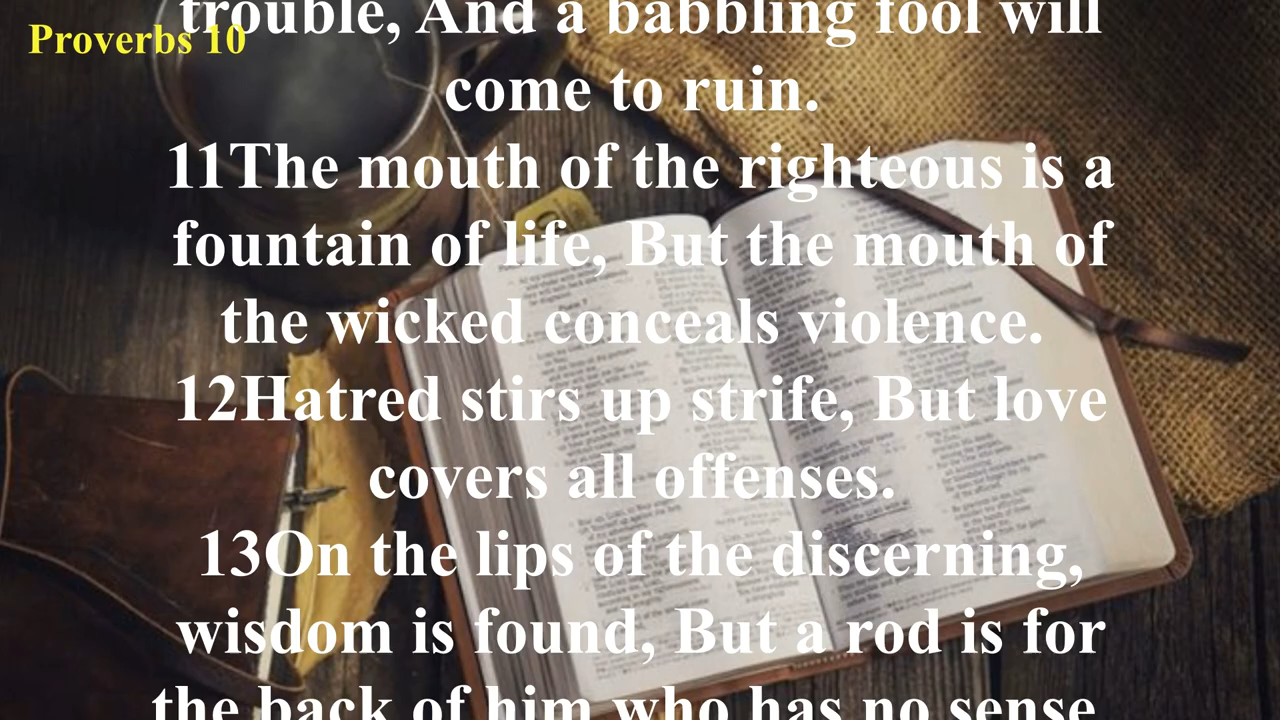 trouble, And a babbling fool will
Proverbs 10
come to ruin.
11The mouth of the righteous is a
fountain of life, But the mouth of
the wicked conceals violence.
12Hatred stirs up strife, But love
covers all offenses.
13On the lips of the discerning,
wisdom is found, But a rod is for
the back of him who has no sense